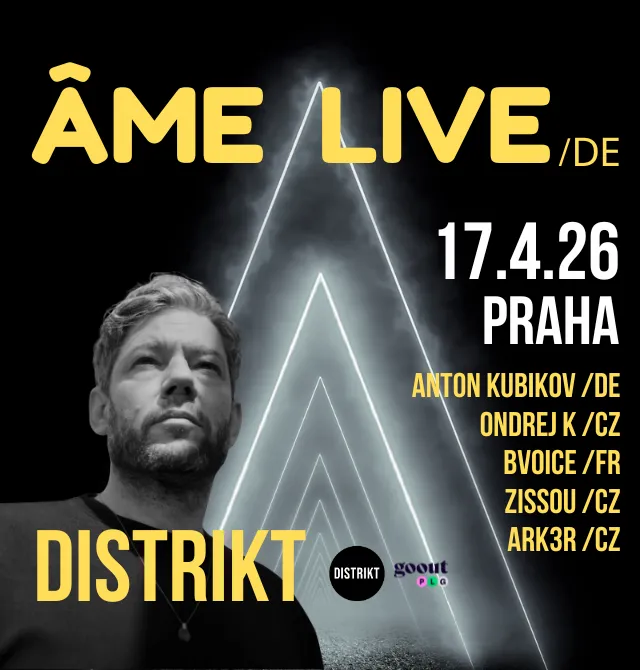 ÂME LIVE /DE
17.4.26
PRAHA
ANTON KUBIKOV /DE
ONDREJ K /CZ
BVOICE /FR
ZISSOU /CZ
ARK3R /CZ
DISTRIKT
DISTRIKT
goout
PLG